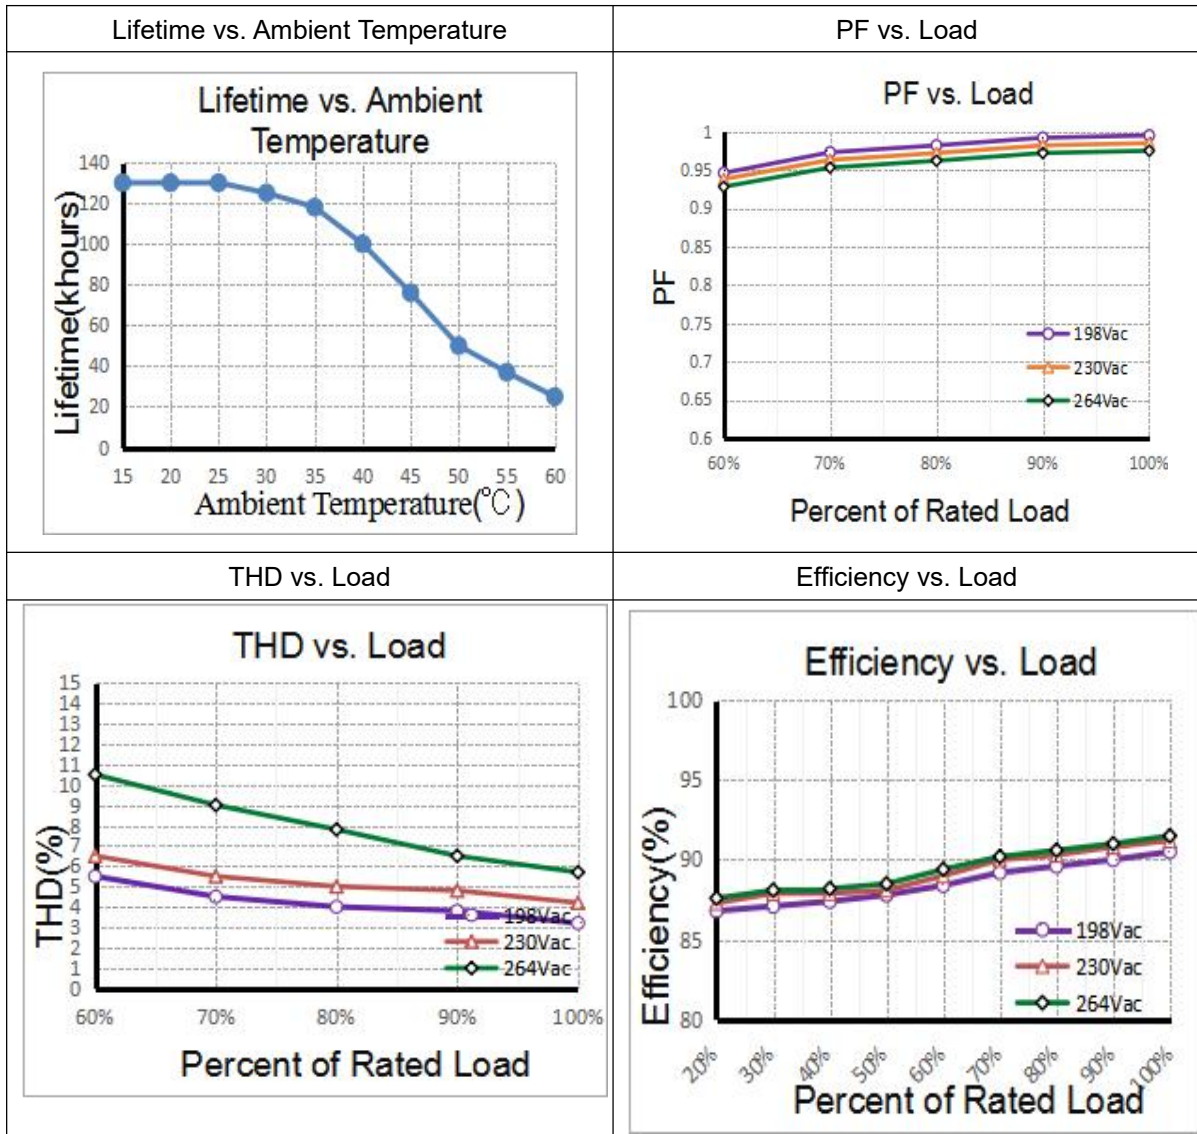 Lifetime vs. Ambient Temperature
PF vs. Load
Lifetime vs. Ambient
Temperature
Lifetime(khours)
140
120
100
80
60
40
20
0
15 20 25 30 35 40 45 50 55 60
Ambient Temperature(℃)
PF vs. Load
PF
1
0.95
0.9
0.85
0.8
0.75
0.7
0.65
0.6
198Vac
230Vac
264Vac
60% 70% 80% 90% 100%
Percent of Rated Load
THD vs. Load
Efficiency vs. Load
THD vs. Load
THD(%)
15
14
13
12
11
10
9
8
7
6
5
4
3
2
1
0
198Vac
230Vac
264Vac
60% 70% 80% 90% 100%
Percent of Rated Load
Efficiency vs. Load
Efficiency(%)
100
95
90
85
80
198Vac
230Vac
264Vac
20% 30% 40% 50% 60% 70% 80% 90% 100%
Percent of Rated Load